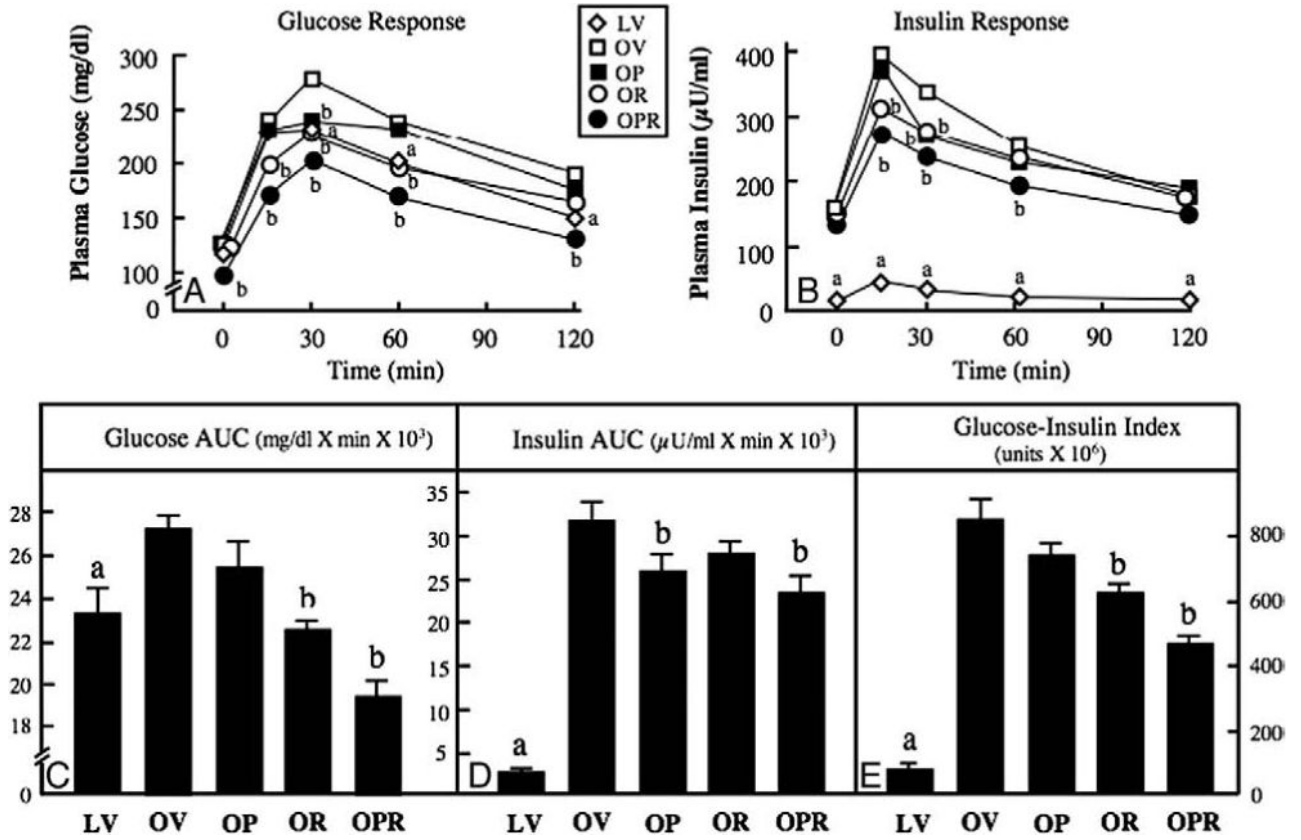 Glucose Response
Plasma Glucose (mg/dl)
300
250
200
150
100
0
b
a
b
b
b
b
a
b
b
a
b
b
A
0 30 60 90 120
Time (min)
LV
OV
OP
OR
OPR
Insulin Response
Plasma Insulin (µU/ml)
400
300
200
100
0
b
b
b
b
b
b
a
a
a
a
a
B
0 30 60 90 120
Time (min)
Glucose AUC (mg/dl X min X 10³)
28
26
24
22
20
18
0
a
b
b
C
LV OV OP OR OPR
Insulin AUC (µU/ml X min X 10³)
35
30
25
20
15
10
5
a
b
b
D
LV OV OP OR OPR
Glucose-Insulin Index
(units X 10⁶)
800
600
400
200
0
a
b
b
E
LV OV OP OR OPR